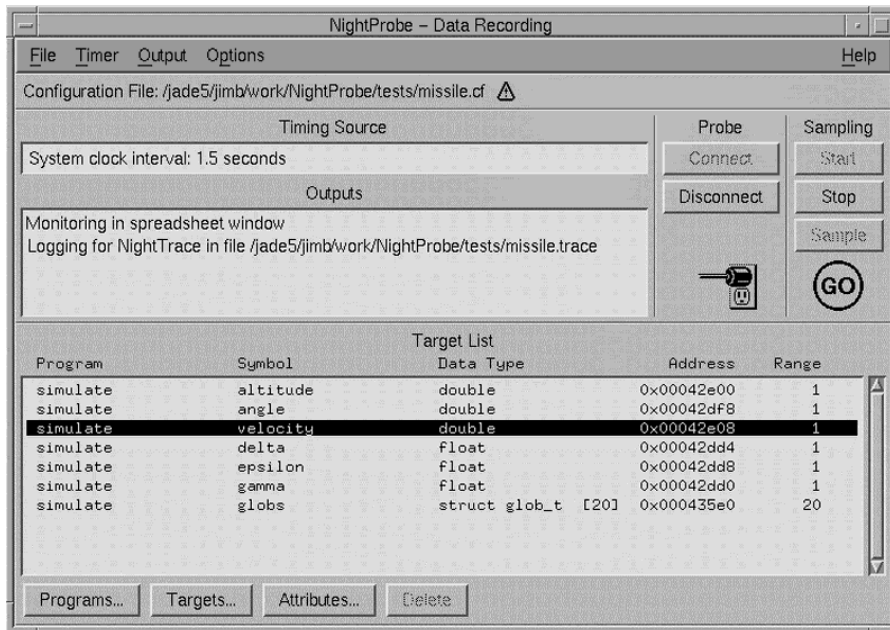 NightProbe – Data Recording
File Timer Output Options Help
Configuration File: /jade5/jimb/work/NightProbe/tests/missile.cf
Timing Source
System clock interval: 1.5 seconds
Outputs
Monitoring in spreadsheet window
Logging for NightTrace in file /jade5/jimb/work/NightProbe/tests/missile.trace
Probe
Connect
Disconnect
Sampling
Start
Stop
Sample
GO
Target List
Program Symbol Data Type Address Range
simulate altitude double 0x00042e00 1
simulate angle double 0x00042df8 1
simulate velocity double 0x00042e08 1
simulate delta float 0x00042dd4 1
simulate epsilon float 0x00042dd8 1
simulate gamma float 0x00042dd0 1
simulate globs struct glob_t [20] 0x000435e0 20
Programs... Targets... Attributes... Delete